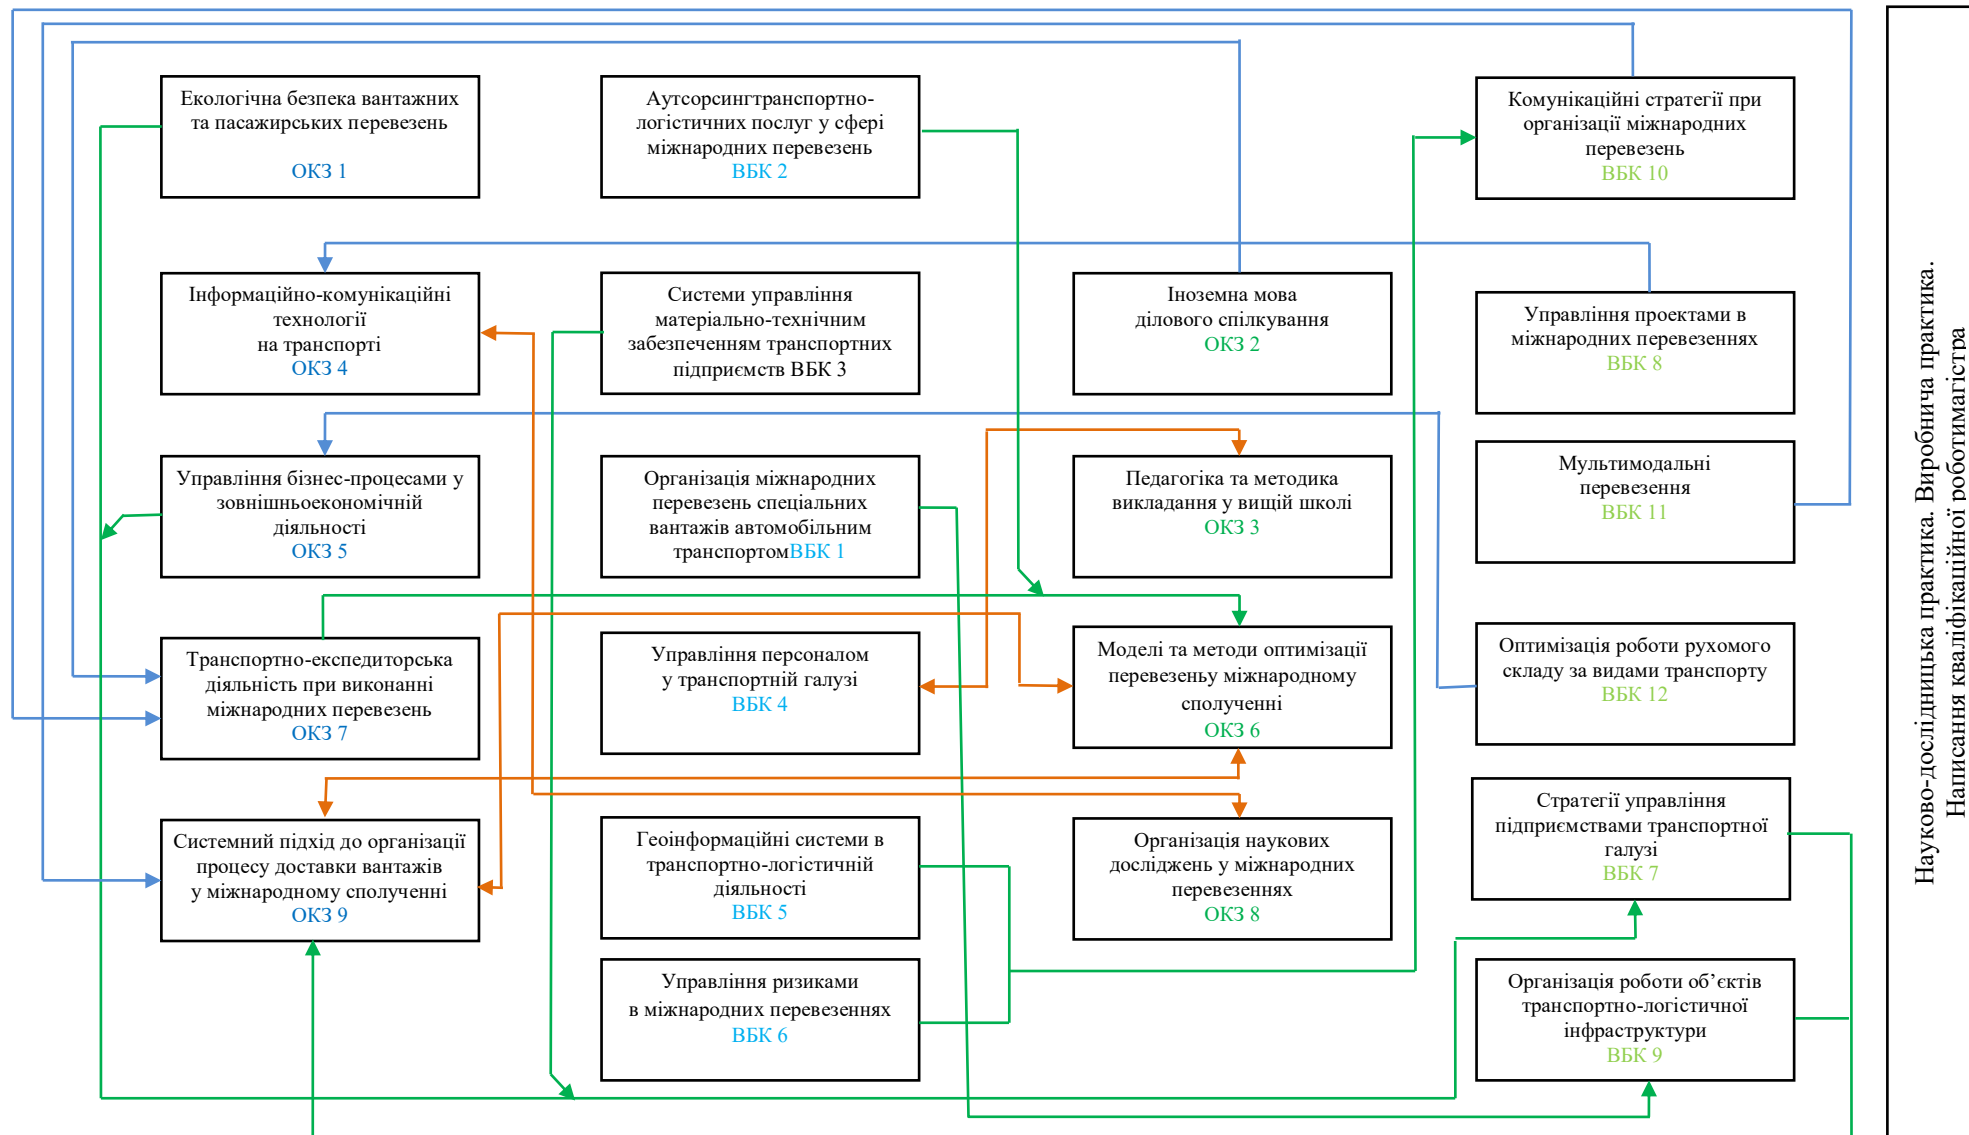 Екологічна безпека вантажних
та пасажирських перевезень
ОКЗ 1
Аутсорсингтранспортно-
логістичних послуг у сфері
міжнародних перевезень
ВБК 2
Комунікаційні стратегії при
організації міжнародних
перевезень
ВБК 10
Інформаційно-комунікаційні
технології
на транспорті
ОКЗ 4
Системи управління
матеріально-технічним
забезпеченням транспортних
підприємств ВБК 3
Іноземна мова
ділового спілкування
ОКЗ 2
Управління проектами в
міжнародних перевезеннях
ВБК 8
Управління бізнес-процесами у
зовнішньоекономічній
діяльності
ОКЗ 5
Організація міжнародних
перевезень спеціальних
вантажів автомобільним
транспортомВБК 1
Педагогіка та методика
викладання у вищій школі
ОКЗ 3
Мультимодальні
перевезення
ВБК 11
Транспортно-експедиторська
діяльність при виконанні
міжнародних перевезень
ОКЗ 7
Управління персоналом
у транспортній галузі
ВБК 4
Моделі та методи оптимізації
перевезеньу міжнародному
сполученні
ОКЗ 6
Оптимізація роботи рухомого
складу за видами транспорту
ВБК 12
Системний підхід до організації
процесу доставки вантажів
у міжнародному сполученні
ОКЗ 9
Геоінформаційні системи в
транспортно-логістичній
діяльності
ВБК 5
Організація наукових
досліджень у міжнародних
перевезеннях
ОКЗ 8
Стратегії управління
підприємствами транспортної
галузі
ВБК 7
Управління ризиками
в міжнародних перевезеннях
ВБК 6
Організація роботи об’єктів
транспортно-логістичної
інфраструктури
ВБК 9
Науково-дослідницька практика. Виробнича практика.
Написання кваліфікаційної роботимагістра